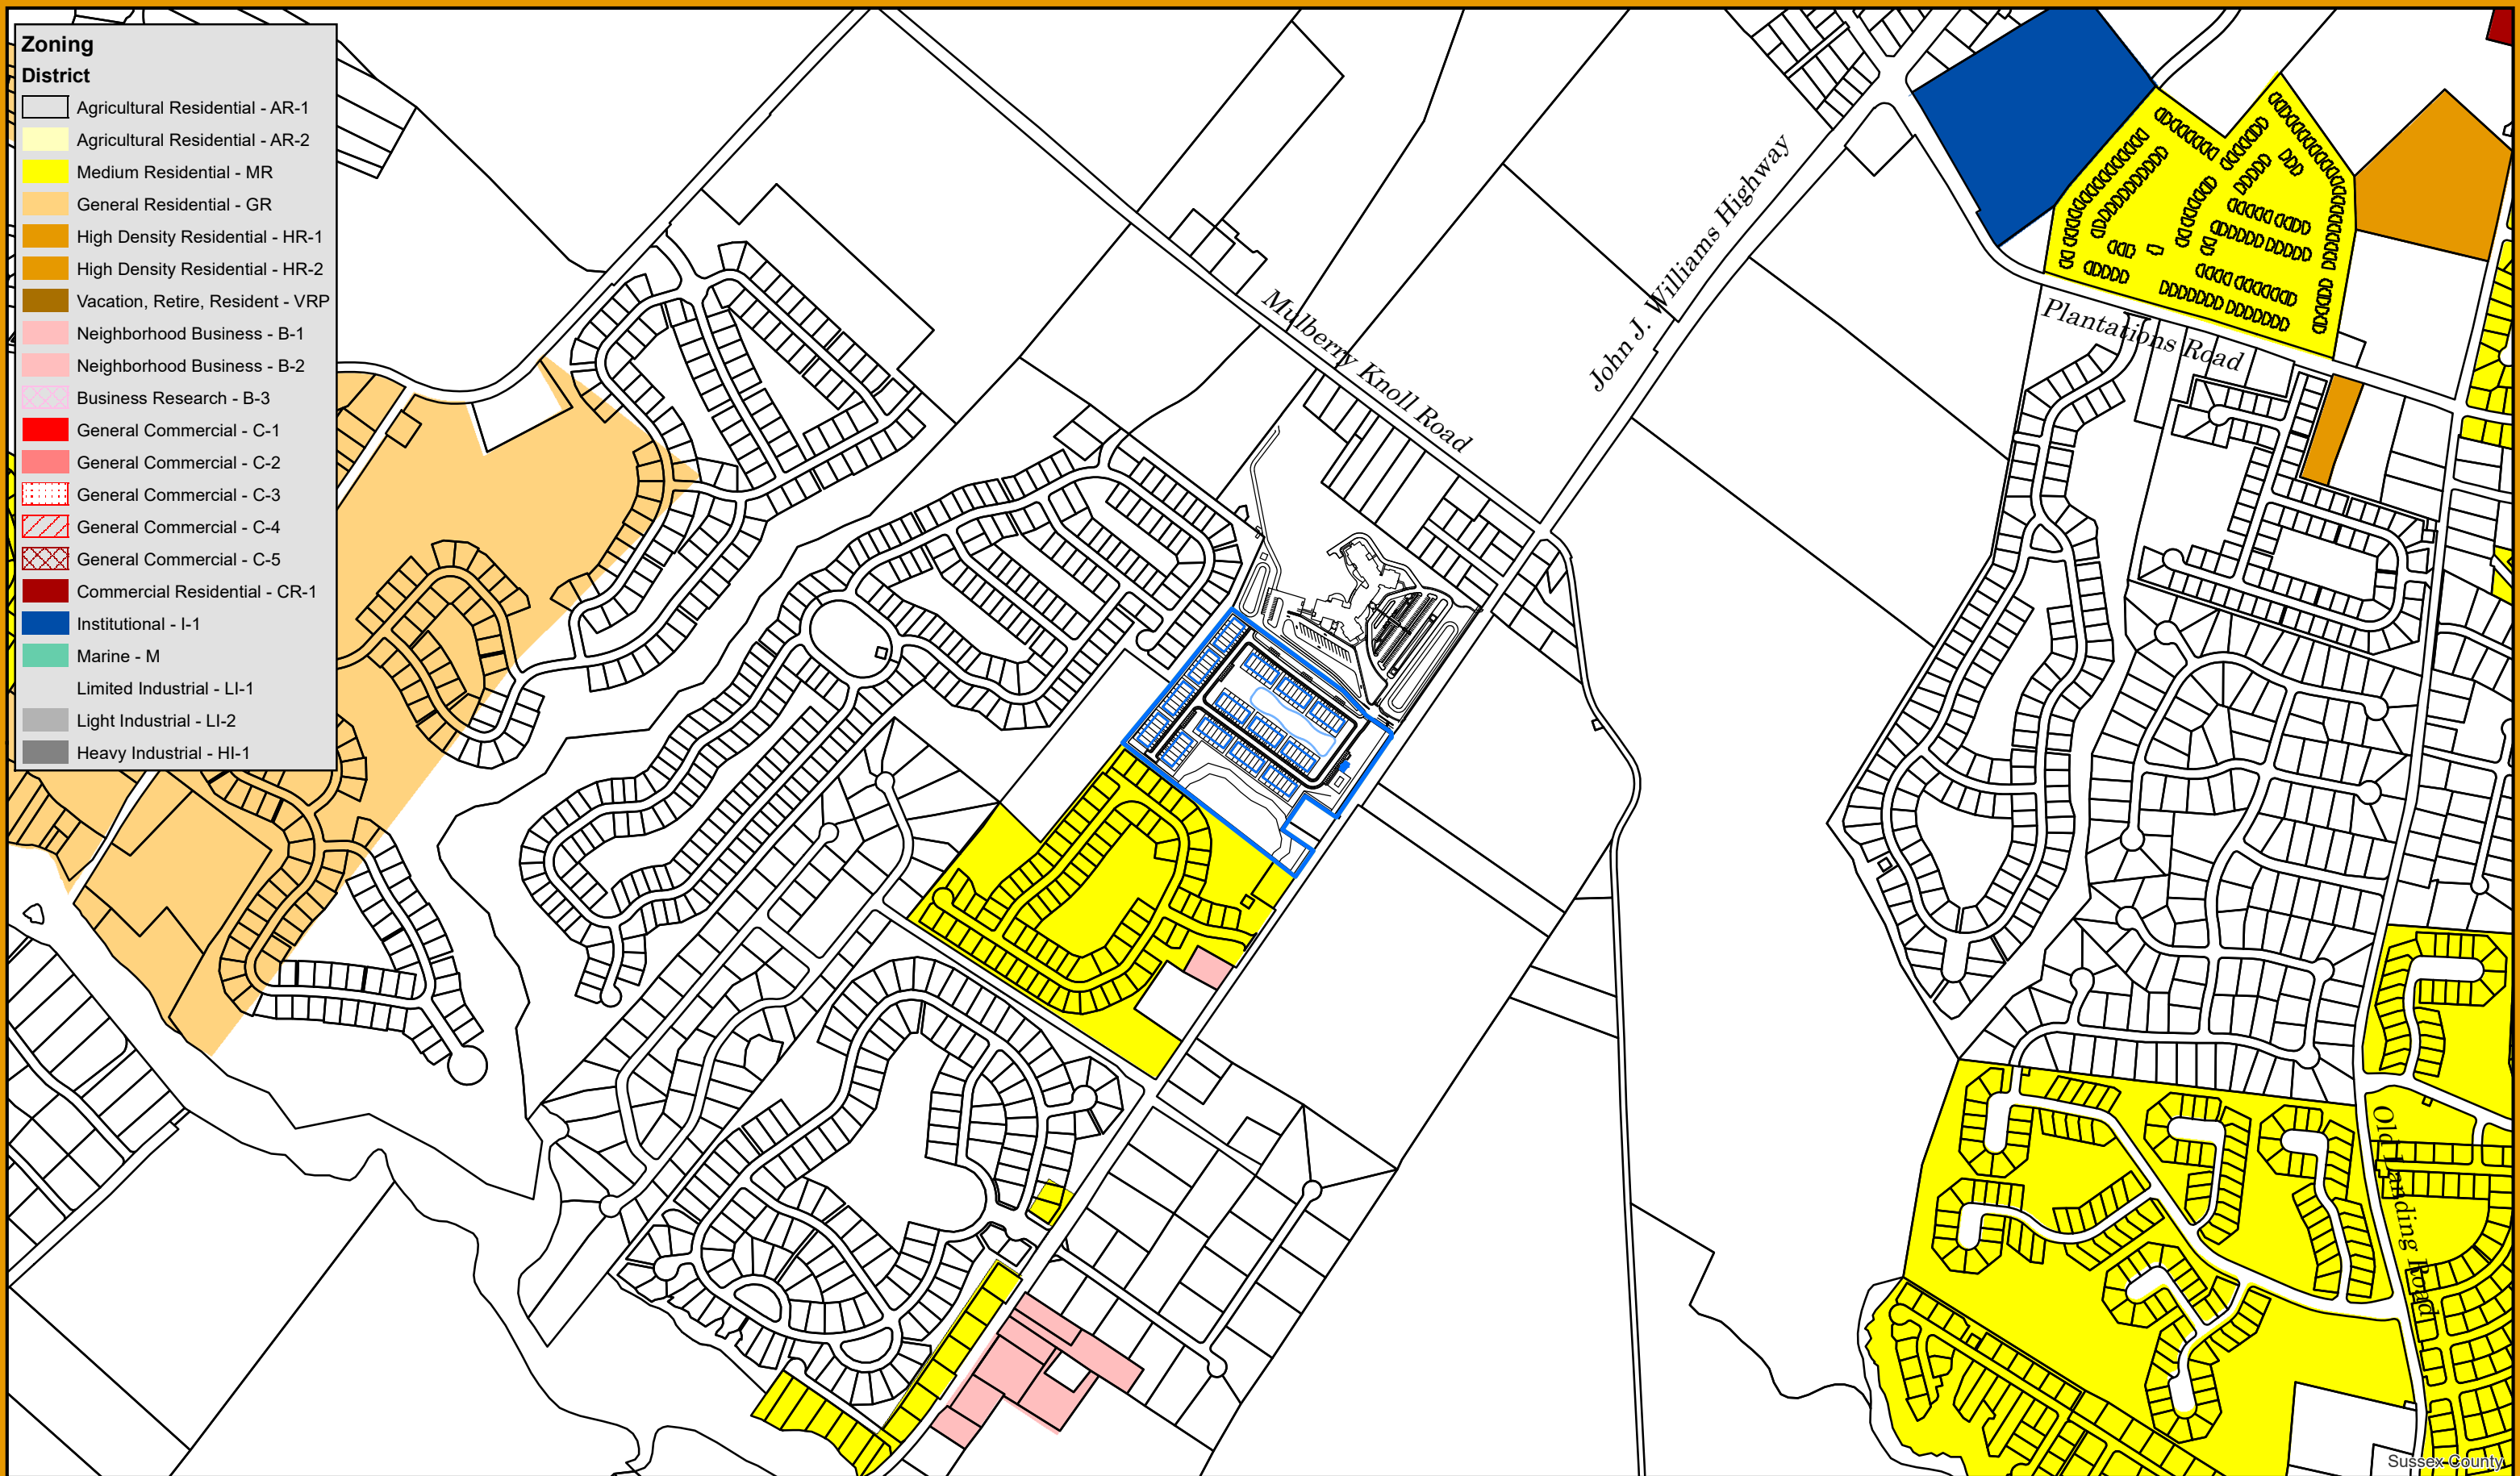 Zoning
District
Agricultural Residential - AR-1
Agricultural Residential - AR-2
Medium Residential - MR
General Residential - GR
High Density Residential - HR-1
High Density Residential - HR-2
Vacation, Retire, Resident - VRP
Neighborhood Business - B-1
Neighborhood Business - B-2
Business Research - B-3
General Commercial - C-1
General Commercial - C-2
General Commercial - C-3
General Commercial - C-4
General Commercial - C-5
Commercial Residential - CR-1
Institutional - I-1
Marine - M
Limited Industrial - LI-1
Light Industrial - LI-2
Heavy Industrial - HI-1
Mulberry Knoll Road
John J. Williams Highway
Plantations Road
Old Landing Road
Sussex County